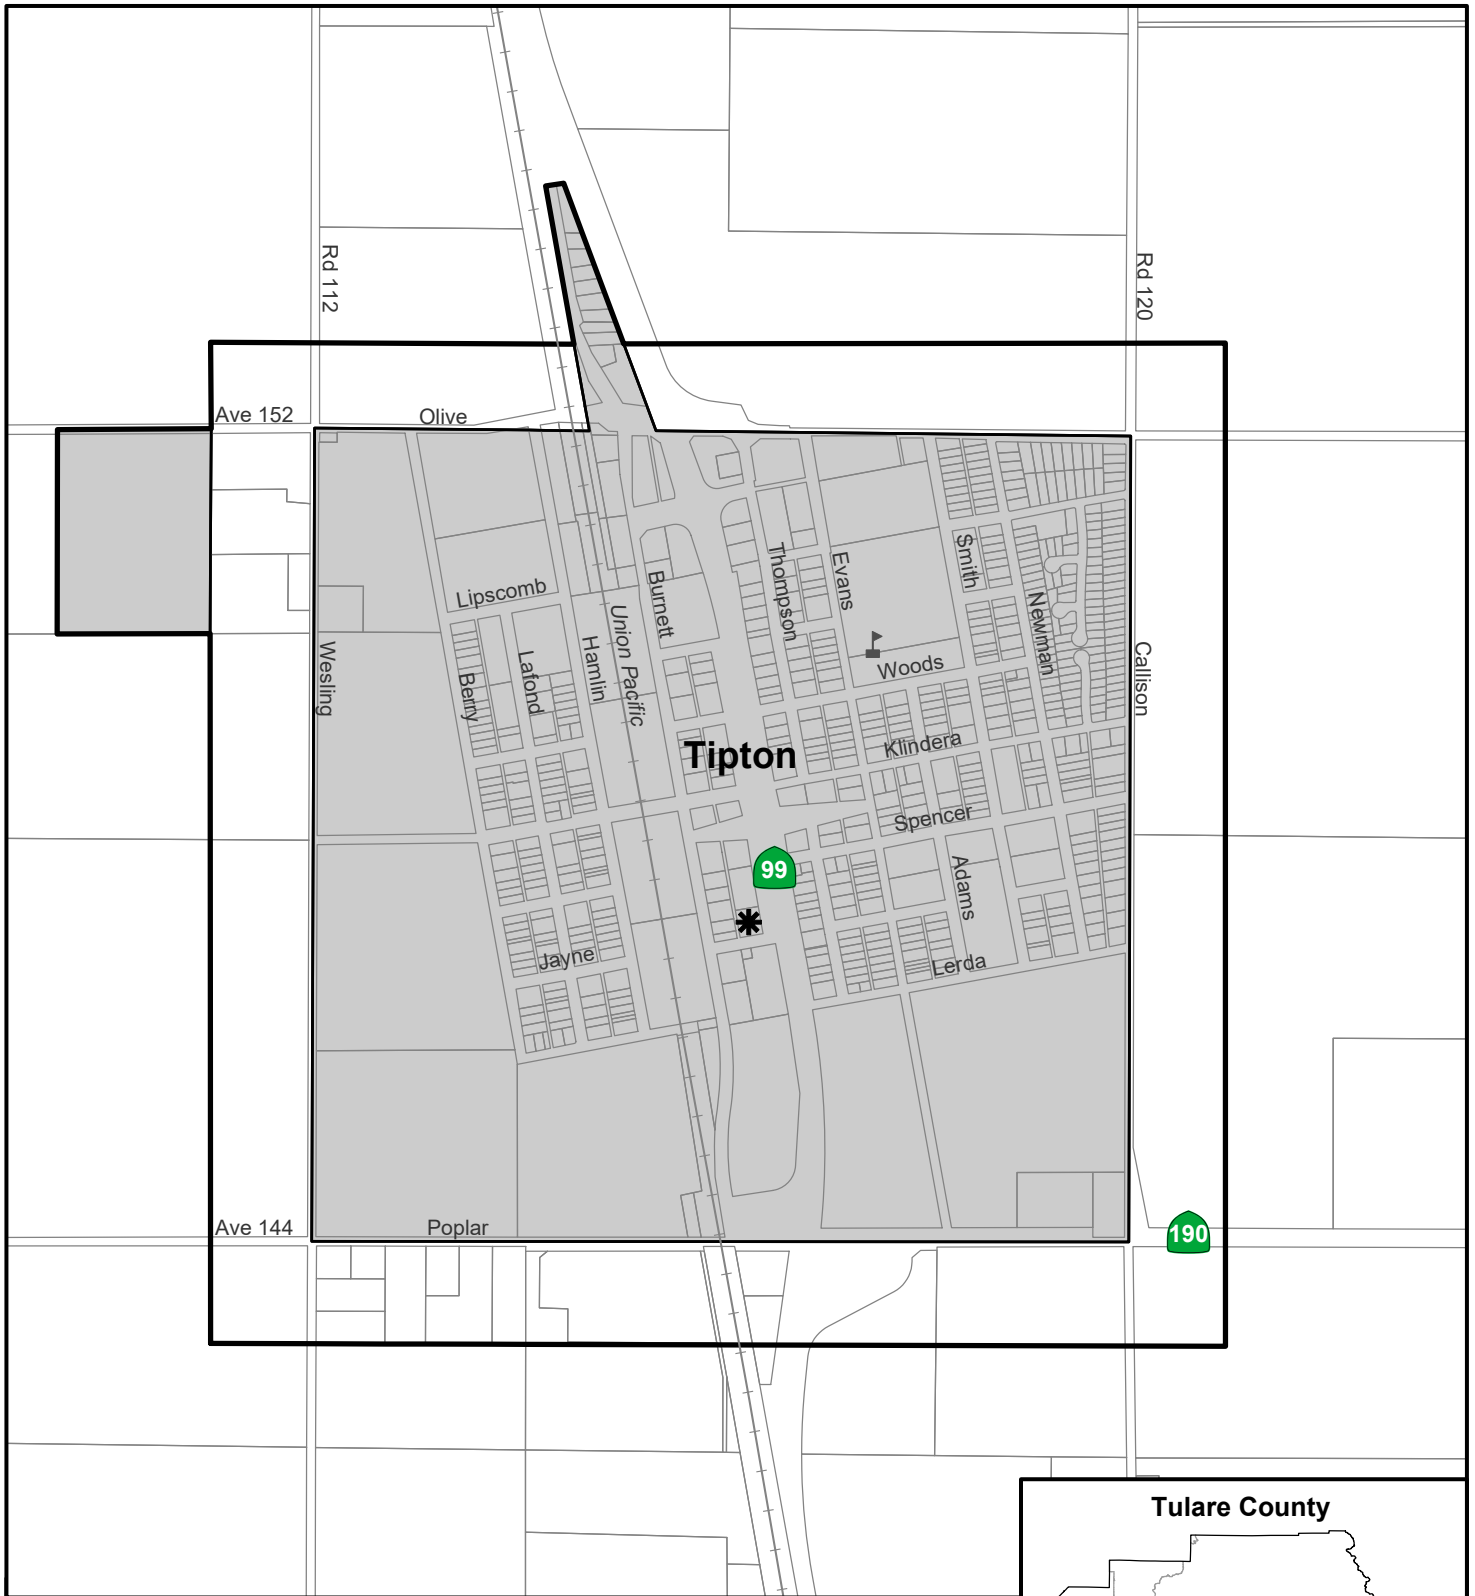 Rd 112
Rd 120
Ave 152
Olive
Smith
Thompson
Evans
Burnett
Lipscomb
Newman
Union Pacific
Hamlin
Wesling
Callison
Lafond
Woods
Berry
Klindera
Tipton
Spencer
99
Adams
Jayne
Lerda
Ave 144
Poplar
190
Tulare County